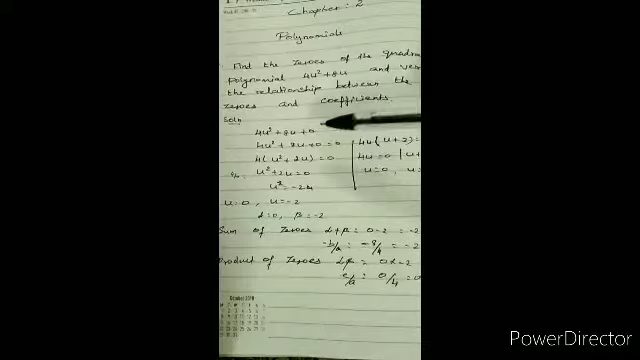 Chapter: 2
Polynomials
Find the zeroes of the quadra
Polynomial 4u²+8u and ver
the relationship between the
zeroes and coefficients.
Soln
4u²+8u+0
4u²+8u+0=0
4(u²+2u)=0
u²+2u=0
u²=-2u
u=0, u=-2
α=0, β=-2
4u(u+2)=
4u=0 | u+
u=0, u=
Sum of zeroes α+β = 0-2 = -2
-b/a = -8/4 = -2
Product of zeroes αβ = 0x-2
c/a = 0/4 = 0
October 2019
PowerDirector